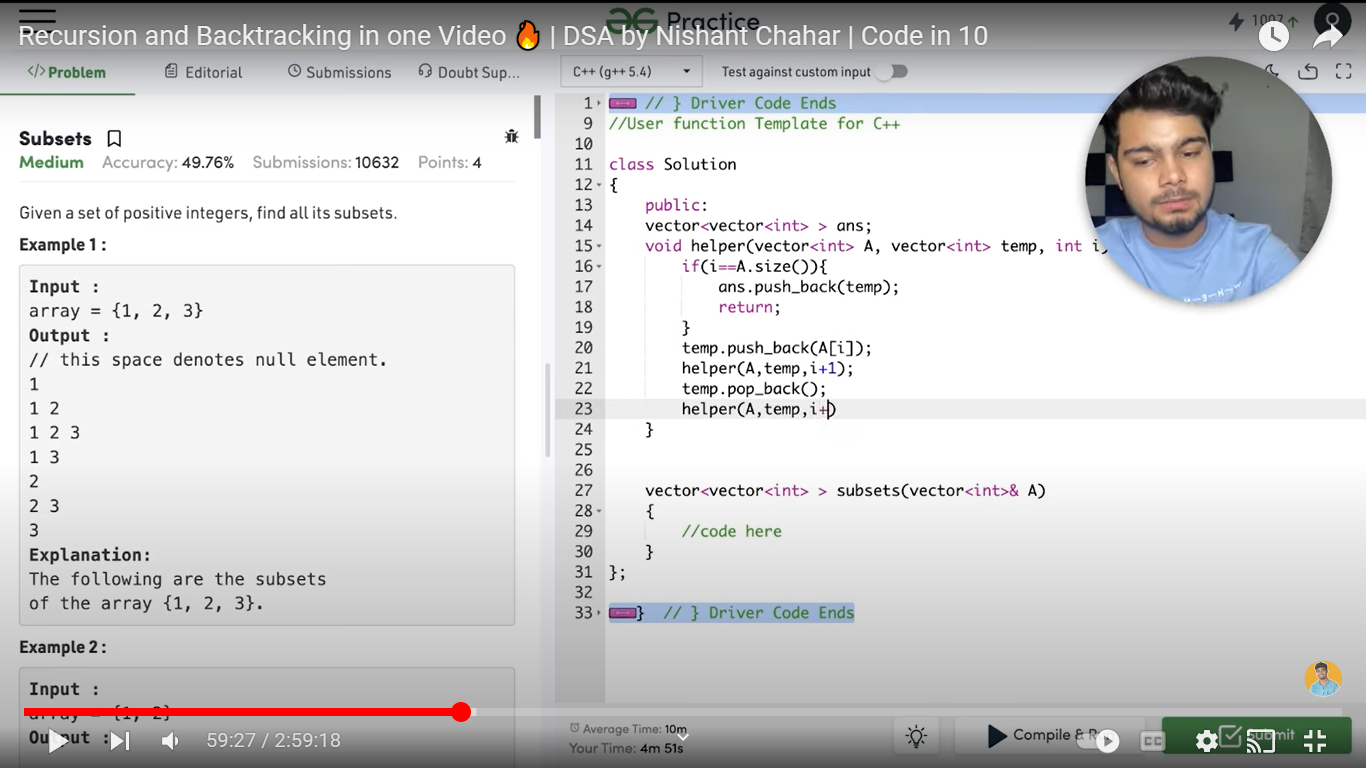 Practice
1007
Recursion and Backtracking in one Video 🔥 | DSA by Nishant Chahar | Code in 10
</>Problem Editorial Submissions Doubt Sup...
C++ (g++ 5.4) Test against custom input
Subsets
Medium Accuracy: 49.76% Submissions: 10632 Points: 4
Given a set of positive integers, find all its subsets.
Example 1 :
Input :
array = {1, 2, 3}
Output :
// this space denotes null element.
1
1 2
1 2 3
1 3
2
2 3
3
Explanation:
The following are the subsets
of the array {1, 2, 3}.
Example 2 :
Input :
array = {1, 2}
Output :
1 // } Driver Code Ends
9 //User function Template for C++
10
11 class Solution
12 {
13 public:
14 vector<vector<int> > ans;
15 void helper(vector<int> A, vector<int> temp, int i)
16 if(i==A.size()){
17 ans.push_back(temp);
18 return;
19 }
20 temp.push_back(A[i]);
21 helper(A,temp,i+1);
22 temp.pop_back();
23 helper(A,temp,i+)
24 }
25
26
27 vector<vector<int> > subsets(vector<int>& A)
28 {
29 //code here
30 }
31 };
32
33 } // } Driver Code Ends
Average Time: 10m
Your Time: 4m 51s
Compile & R
Submit
59:27 / 2:59:18
CC